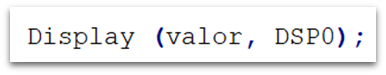 Display (valor, DSP0);